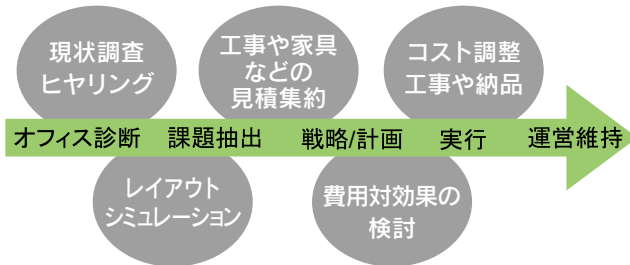 現状調査
ヒヤリング
工事や家具
などの
見積集約
コスト調整
工事や納品
オフィス診断 課題抽出 戦略/計画 実行 運営維持
レイアウト
シミュレーション
費用対効果の
検討